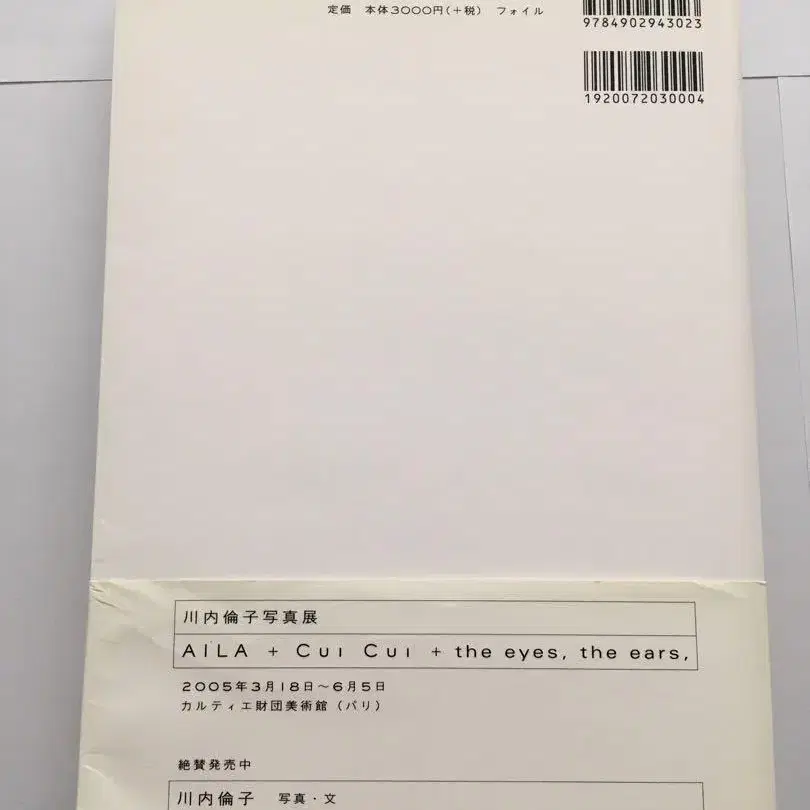 定価 本体3000円(+税) フォイル
9784902943023
1920072030004
川内倫子写真展
AILA + Cui Cui + the eyes, the ears,
2005年3月18日~6月5日
カルティエ財団美術館(パリ)
絶賛発売中
川内倫子 写真・文